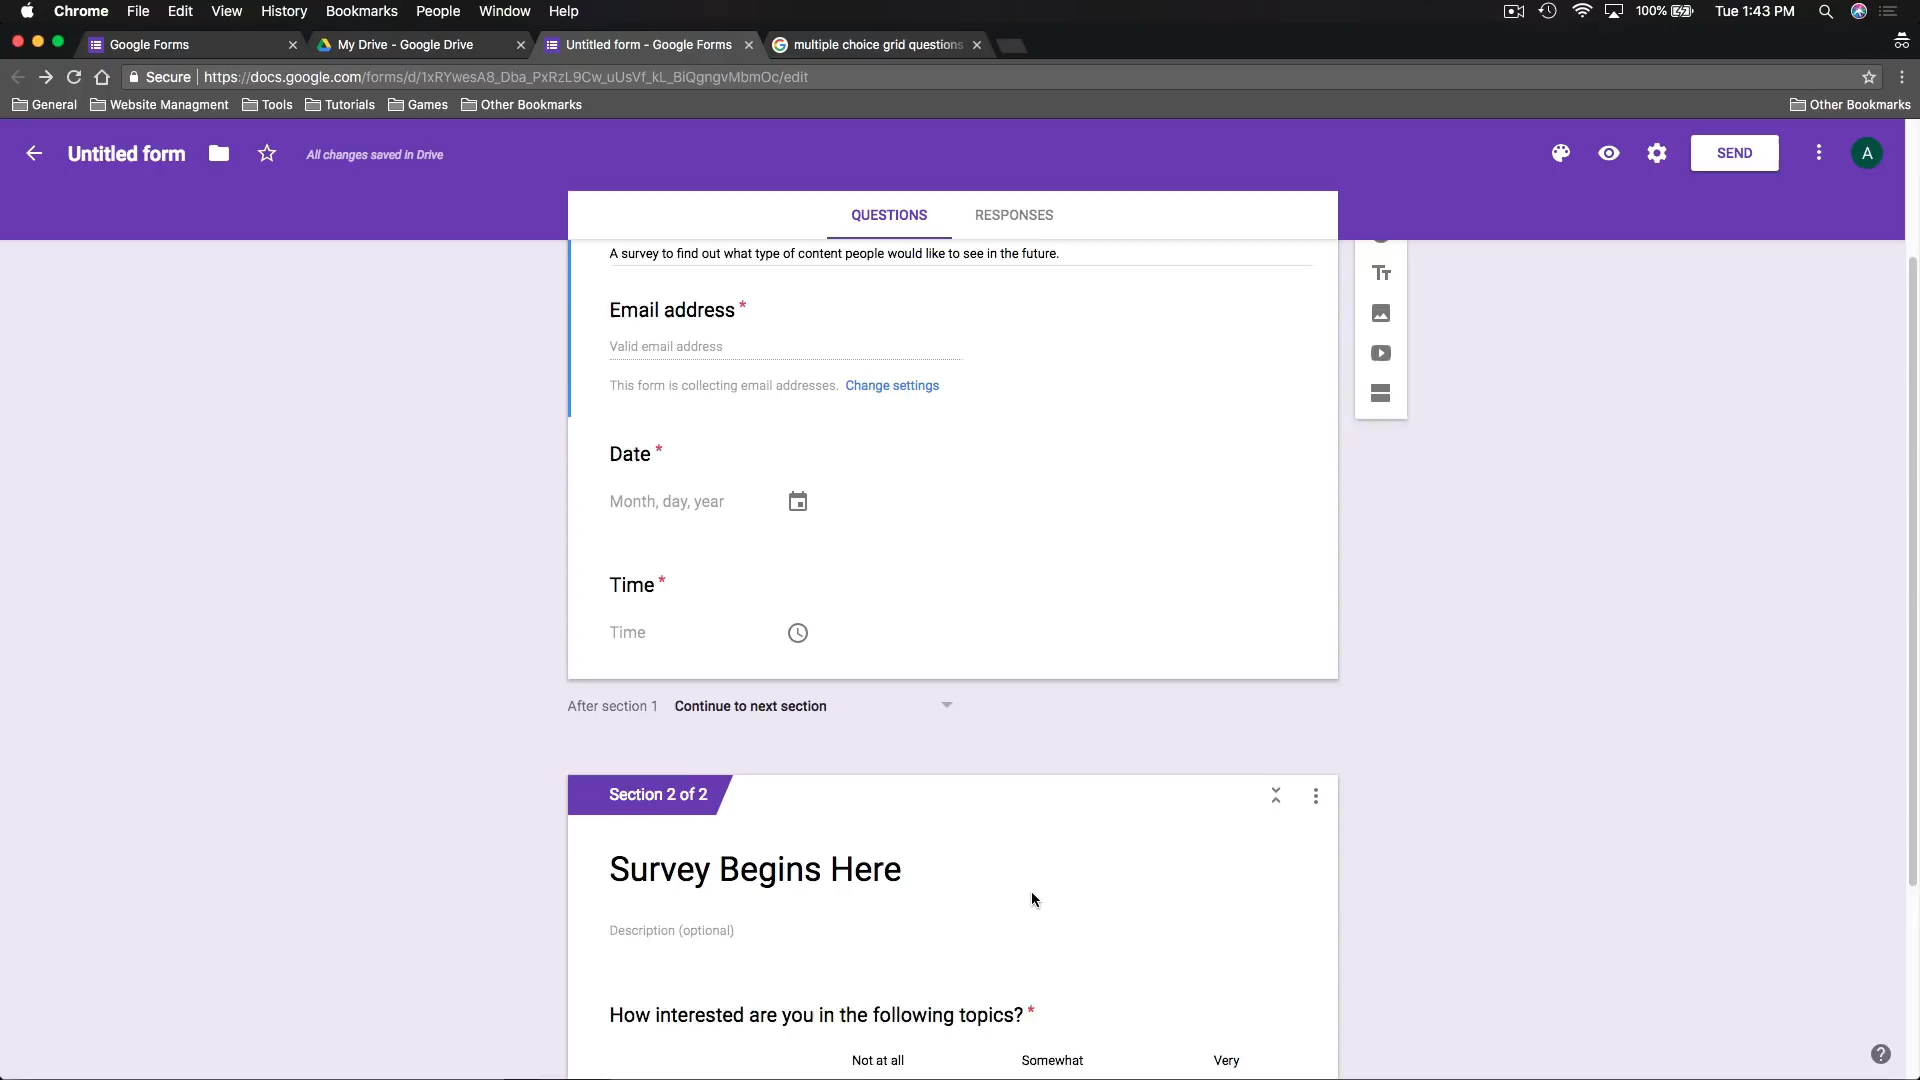 Chrome File Edit View History Bookmarks People Window Help 100% Tue 1:43 PM
Google Forms My Drive - Google Drive Untitled form - Google Forms multiple choice grid questions
Secure https://docs.google.com/forms/d/1xRYwesA8_Dba_PxRzL9Cw_uUsVf_kL_BiQgngvMbmOc/edit
General Website Managment Tools Tutorials Games Other Bookmarks Other Bookmarks
Untitled form All changes saved in Drive SEND A
QUESTIONS RESPONSES
A survey to find out what type of content people would like to see in the future.
Tт
Email address *
Valid email address
This form is collecting email addresses. Change settings
Date *
Month, day, year
Time *
Time
After section 1 Continue to next section
Section 2 of 2
Survey Begins Here
Description (optional)
How interested are you in the following topics? *
Not at all Somewhat Very